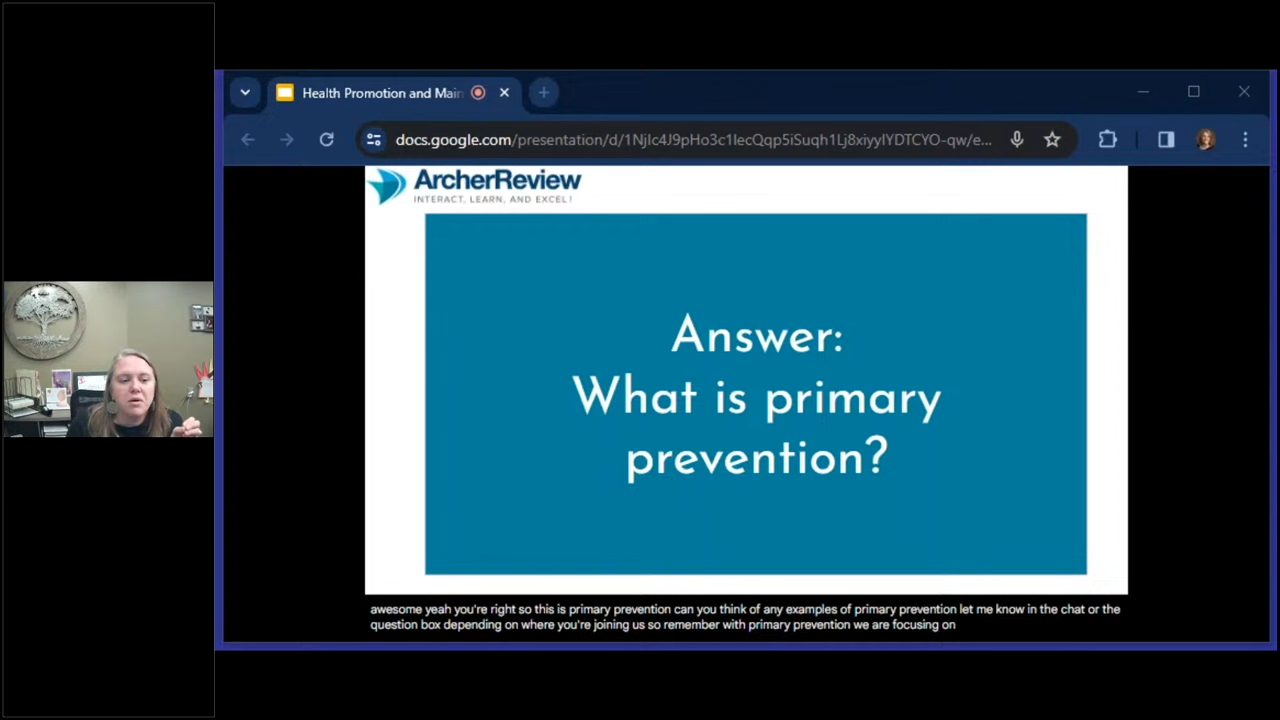 Health Promotion and Main
docs.google.com/presentation/d/1NjIc4J9pHo3c1lecQqp5iSuqh1Lj8xiyyIYDTCYO-qw/e...
ArcherReview
INTERACT, LEARN, AND EXCEL!
Answer:
What is primary
prevention?
awesome yeah you're right so this is primary prevention can you think of any examples of primary prevention let me know in the chat or the
question box depending on where you're joining us so remember with primary prevention we are focusing on